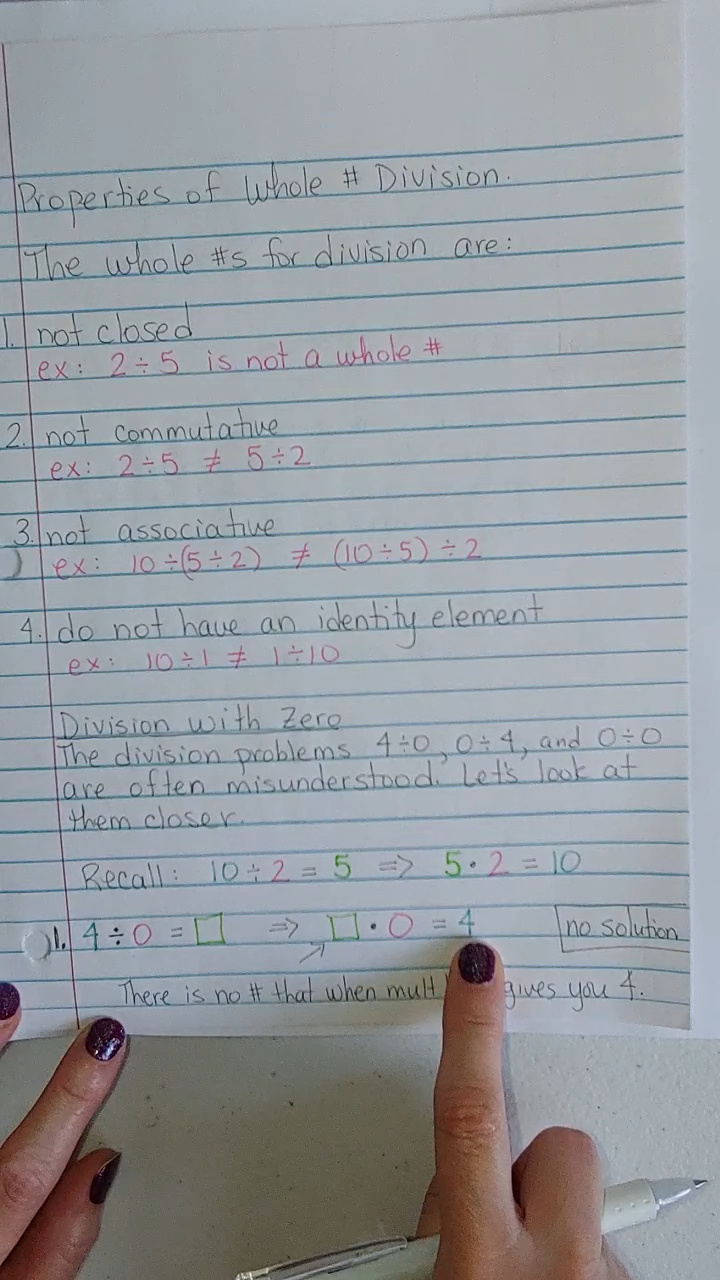 Properties of Whole # Division.
The whole #s for division are:
1. not closed
ex: 2÷5 is not a whole #
2. not commutative
ex: 2÷5 ≠ 5÷2
3. not associative
ex: 10÷(5÷2) ≠ (10÷5)÷2
4. do not have an identity element
ex: 10÷1 ≠ 1÷10
Division with Zero
The division problems 4÷0, 0÷4, and 0÷0
are often misunderstood. Let's look at
them closer.
Recall: 10÷2 = 5 => 5·2 = 10
1. 4÷0 = □ => □·0 = 4 no solution
There is no # that when mult gives you 4.